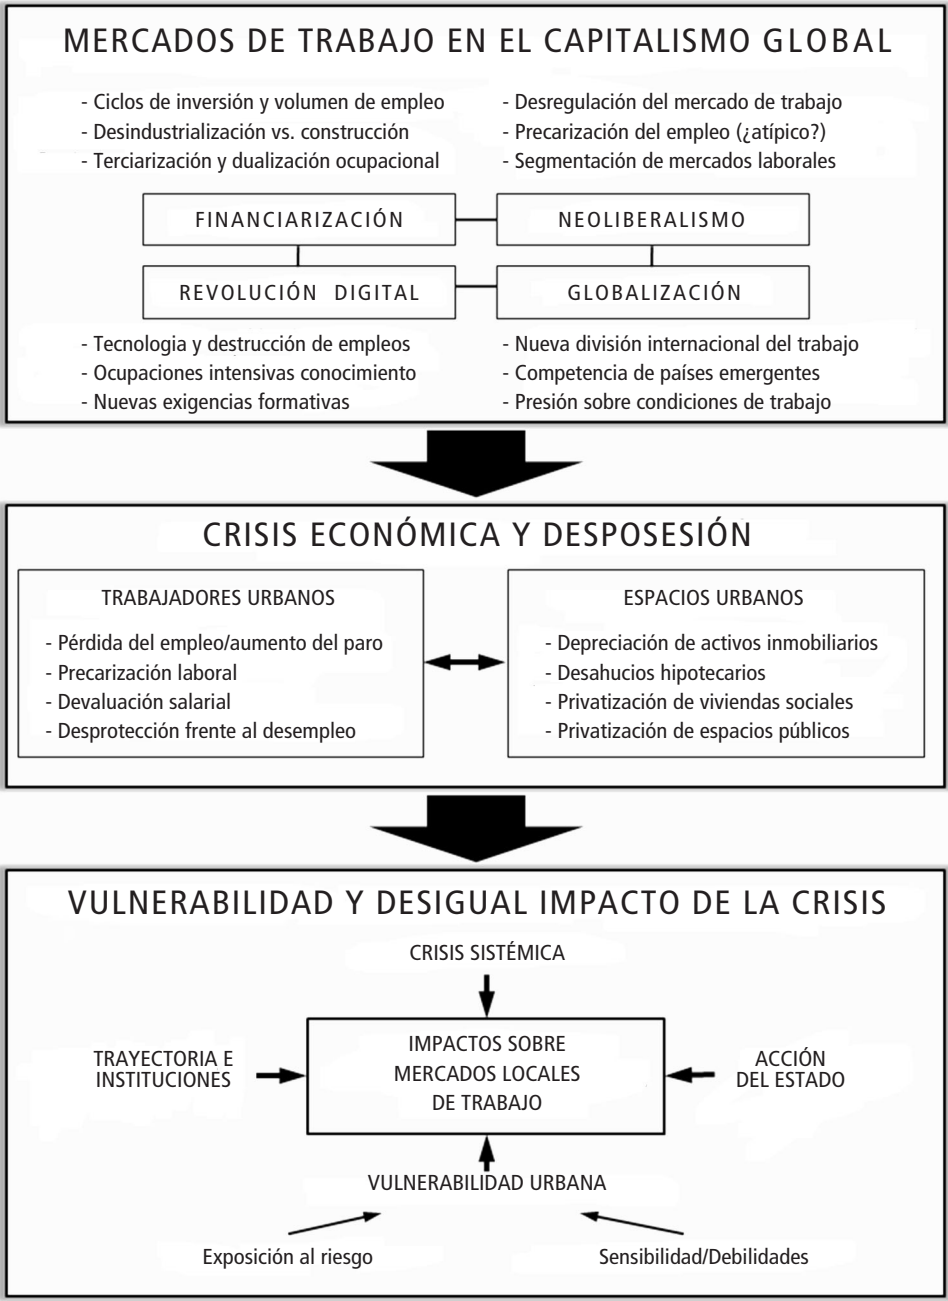 MERCADOS DE TRABAJO EN EL CAPITALISMO GLOBAL
- Ciclos de inversión y volumen de empleo
- Desindustrialización vs. construcción
- Terciarización y dualización ocupacional
- Desregulación del mercado de trabajo
- Precarización del empleo (¿atípico?)
- Segmentación de mercados laborales
FINANCIARIZACIÓN
NEOLIBERALISMO
REVOLUCIÓN DIGITAL
GLOBALIZACIÓN
- Tecnologia y destrucción de empleos
- Ocupaciones intensivas conocimiento
- Nuevas exigencias formativas
- Nueva división internacional del trabajo
- Competencia de países emergentes
- Presión sobre condiciones de trabajo
CRISIS ECONÓMICA Y DESPOSESIÓN
TRABAJADORES URBANOS
- Pérdida del empleo/aumento del paro
- Precarización laboral
- Devaluación salarial
- Desprotección frente al desempleo
ESPACIOS URBANOS
- Depreciación de activos inmobiliarios
- Desahucios hipotecarios
- Privatización de viviendas sociales
- Privatización de espacios públicos
VULNERABILIDAD Y DESIGUAL IMPACTO DE LA CRISIS
CRISIS SISTÉMICA
TRAYECTORIA E
INSTITUCIONES
IMPACTOS SOBRE
MERCADOS LOCALES
DE TRABAJO
ACCIÓN
DEL ESTADO
VULNERABILIDAD URBANA
Exposición al riesgo
Sensibilidad/Debilidades